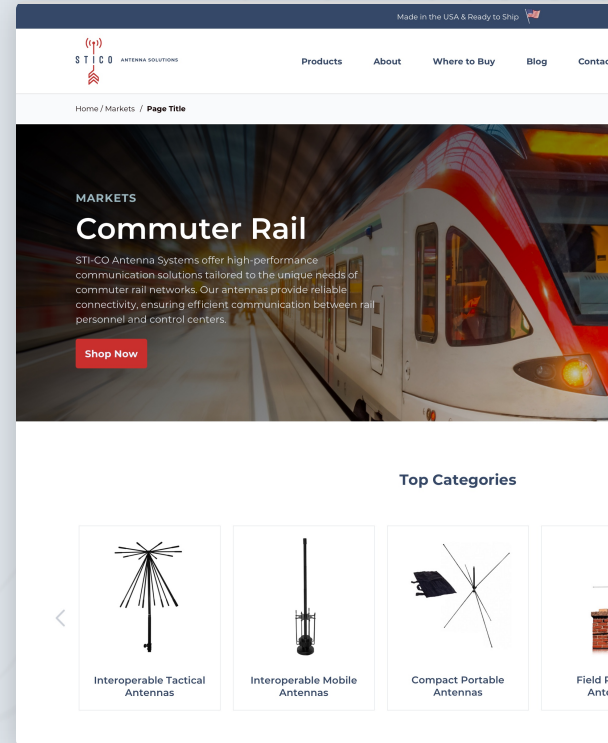 Made in the USA & Ready to Ship
STICO ANTENNA SOLUTIONS
Products About Where to Buy Blog
Home / Markets / Page Title
MARKETS
Commuter Rail
STI-CO Antenna Systems offer high-performance
communication solutions tailored to the unique needs of
commuter rail networks. Our antennas provide reliable
connectivity, ensuring efficient communication between rail
personnel and control centers.
Shop Now
Top Categories
Interoperable Tactical
Antennas
Interoperable Mobile
Antennas
Compact Portable
Antennas
Field